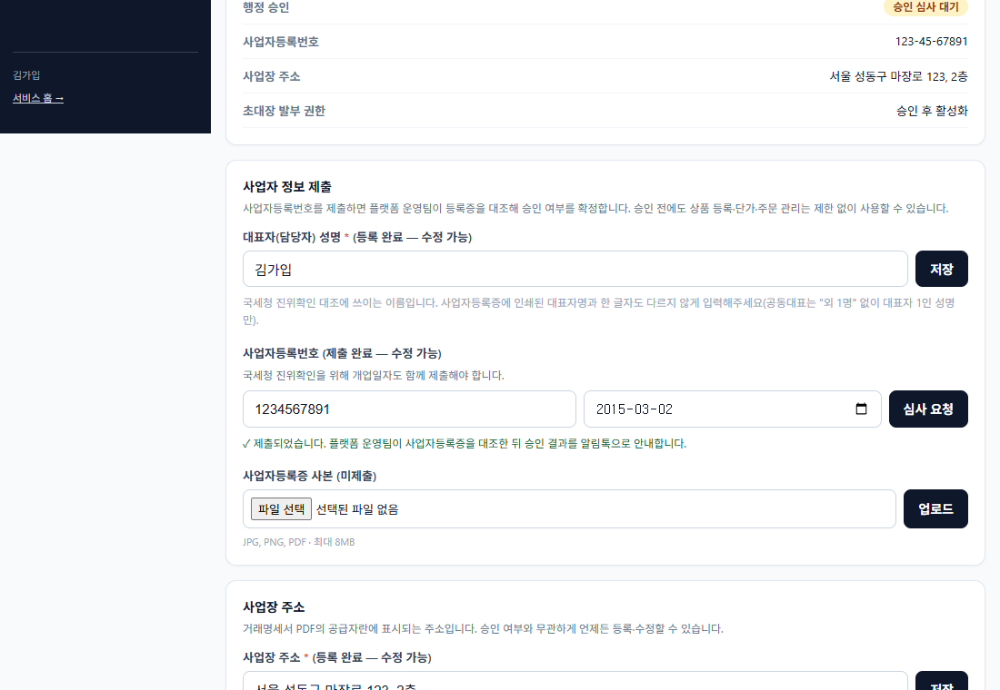 행정 승인
승인 심사 대기
사업자등록번호
123-45-67891
사업장 주소
서울 성동구 마장로 123, 2층
초대장 발부 권한
승인 후 활성화
김가입
서비스 홈 →
사업자 정보 제출
사업자등록번호를 제출하면 플랫폼 운영팀이 등록증을 대조해 승인 여부를 확정합니다. 승인 전에도 상품 등록·단가·주문 관리는 제한 없이 사용할 수 있습니다.
대표자(담당자) 성명 * (등록 완료 — 수정 가능)
김가입
저장
국세청 진위확인 대조에 쓰이는 이름입니다. 사업자등록증에 인쇄된 대표자명과 한 글자도 다르지 않게 입력해주세요(공동대표는 "외 1명" 없이 대표자 1인 성명
만).
사업자등록번호 (제출 완료 — 수정 가능)
국세청 진위확인을 위해 개업일자도 함께 제출해야 합니다.
1234567891
2015-03-02
심사 요청
✓ 제출되었습니다. 플랫폼 운영팀이 사업자등록증을 대조한 뒤 승인 결과를 알림톡으로 안내합니다.
사업자등록증 사본 (미제출)
파일 선택 선택된 파일 없음
업로드
JPG, PNG, PDF · 최대 8MB
사업장 주소
거래명세서 PDF의 공급자란에 표시되는 주소입니다. 승인 여부와 무관하게 언제든 등록·수정할 수 있습니다.
사업장 주소 * (등록 완료 — 수정 가능)
서울 성동구 마장로 123, 2층
저장